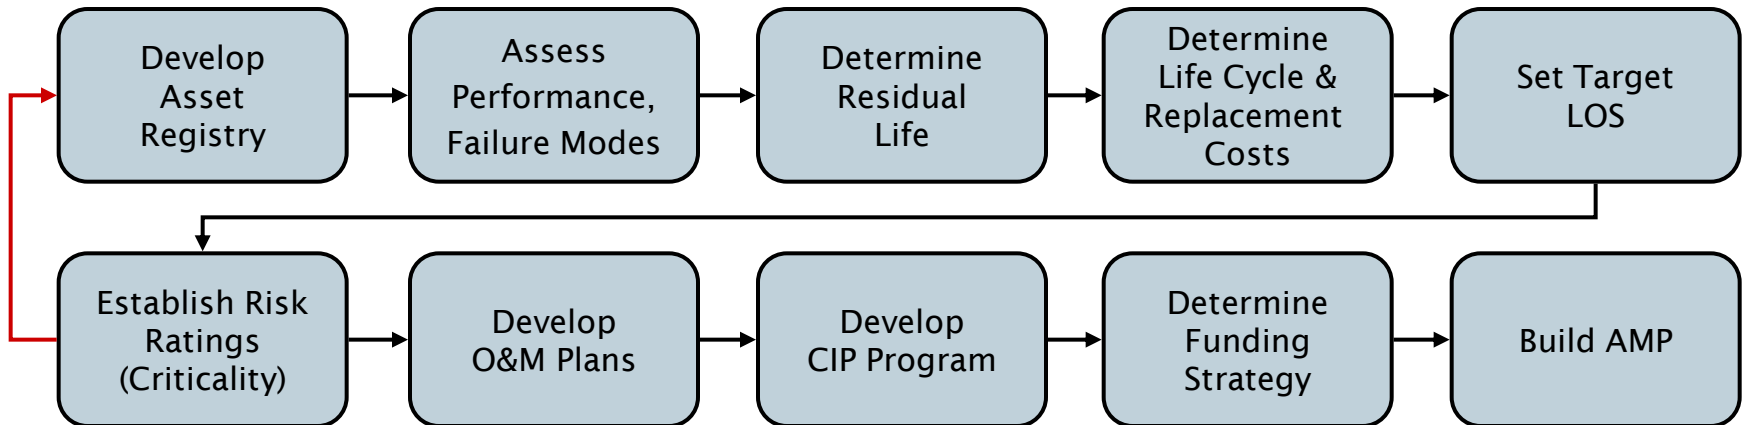 Develop
Asset
Registry
Assess
Performance,
Failure Modes
Determine
Residual
Life
Determine
Life Cycle &
Replacement
Costs
Set Target
LOS
Establish Risk
Ratings
(Criticality)
Develop
O&M Plans
Develop
CIP Program
Determine
Funding
Strategy
Build AMP